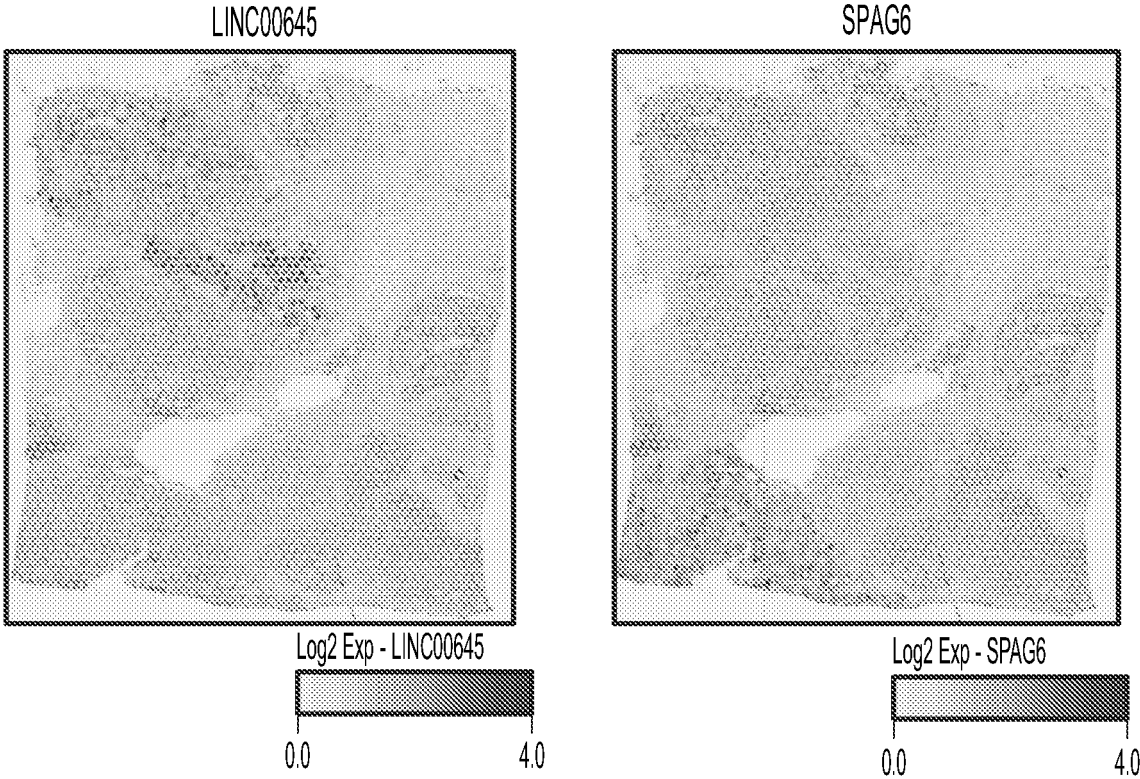 LINC00645
SPAG6
Log2 Exp - LINC00645
0.0 4.0
Log2 Exp - SPAG6
0.0 4.0